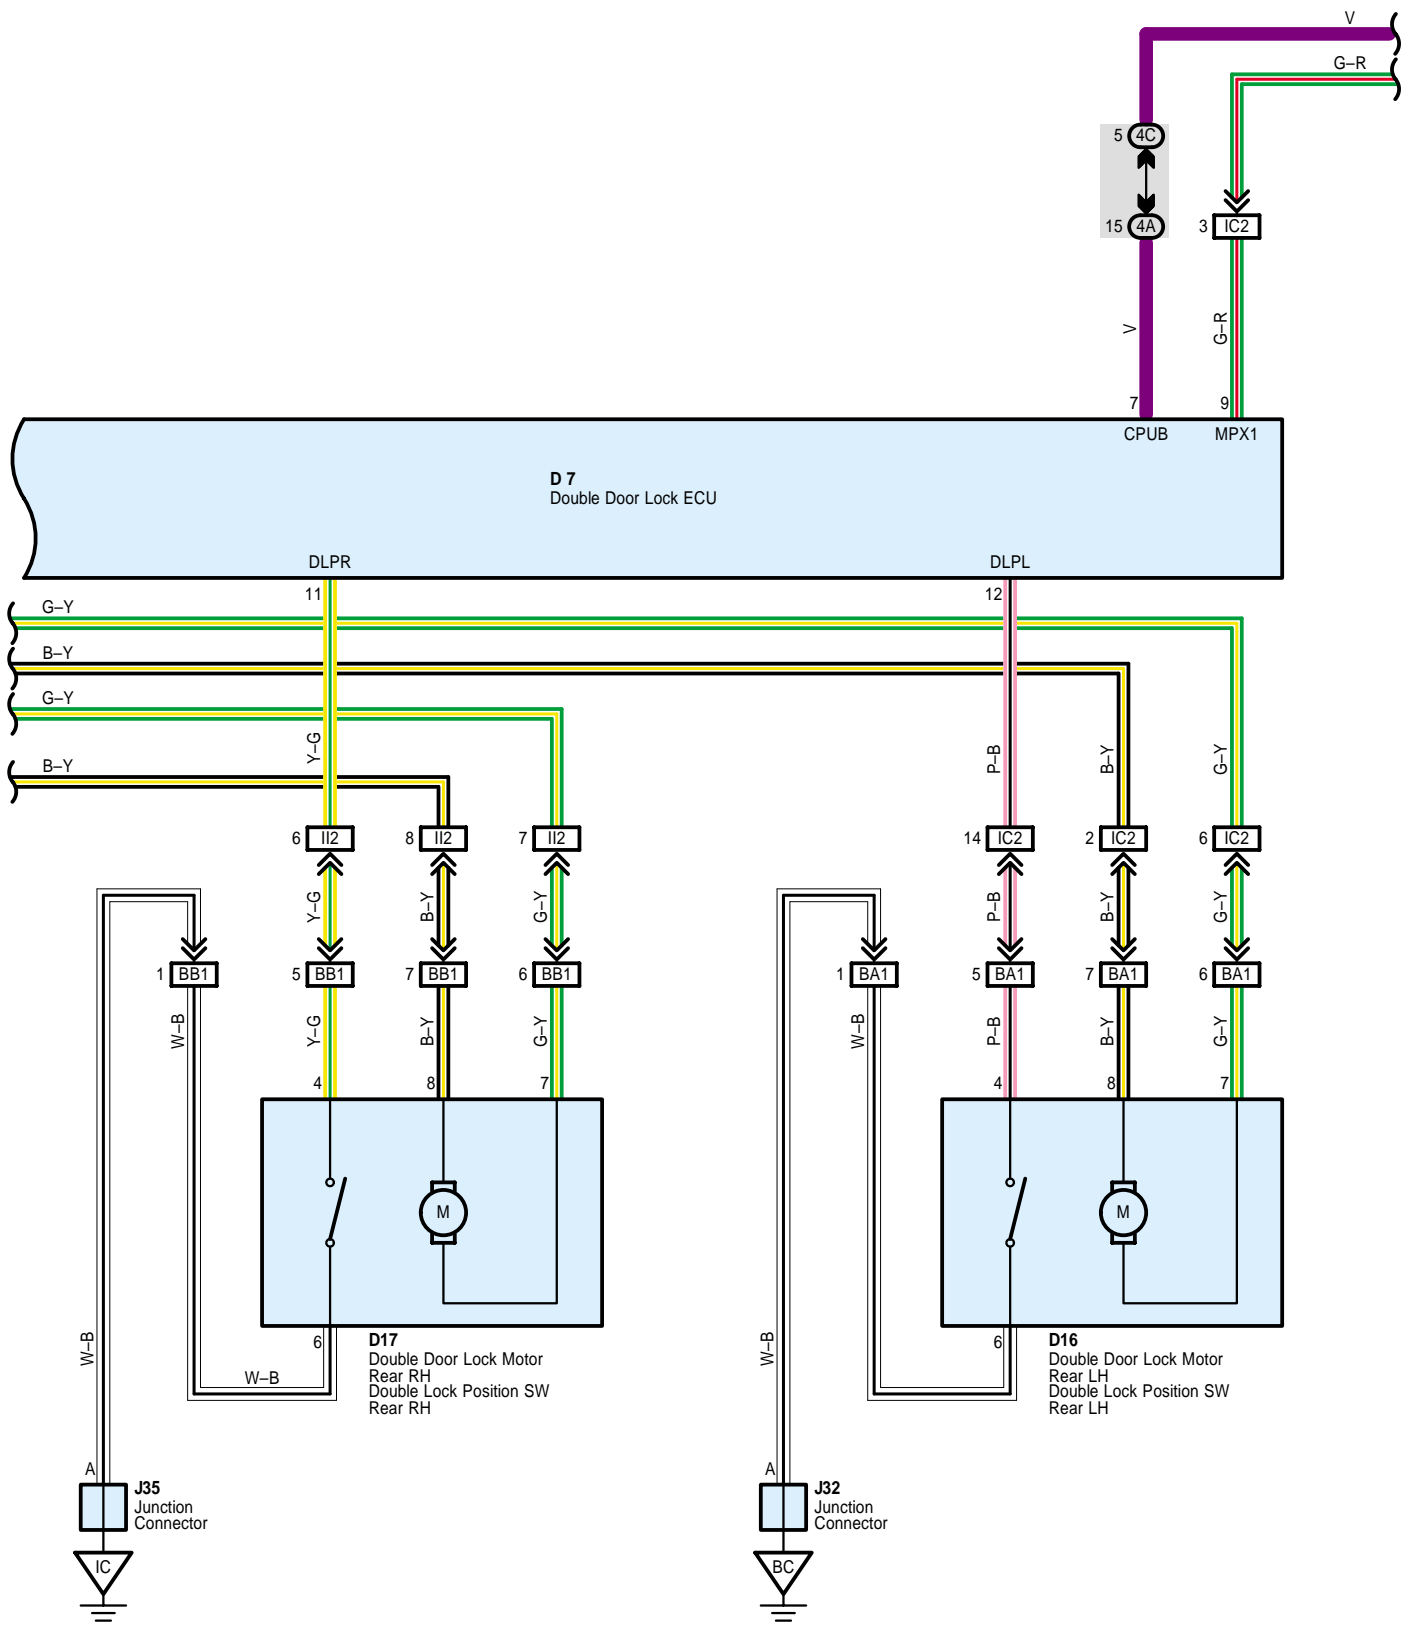 V
G–R
5 4C
15 4A
3 IC2
V
G–R
7
9
CPUB
MPX1
D 7
Double Door Lock ECU
DLPR
DLPL
11
12
G–Y
B–Y
G–Y
B–Y
Y–G
P–B
B–Y
G–Y
6 II2
8 II2
7 II2
14 IC2
2 IC2
6 IC2
Y–G
B–Y
G–Y
P–B
B–Y
G–Y
1 BB1
5 BB1
7 BB1
6 BB1
1 BA1
5 BA1
7 BA1
6 BA1
W–B
Y–G
B–Y
G–Y
W–B
P–B
B–Y
G–Y
4
8
7
4
8
7
M
M
6
6
W–B
W–B
W–B
D17
Double Door Lock Motor
Rear RH
Double Lock Position SW
Rear RH
D16
Double Door Lock Motor
Rear LH
Double Lock Position SW
Rear LH
A
J35
Junction
Connector
IC
A
J32
Junction
Connector
BC